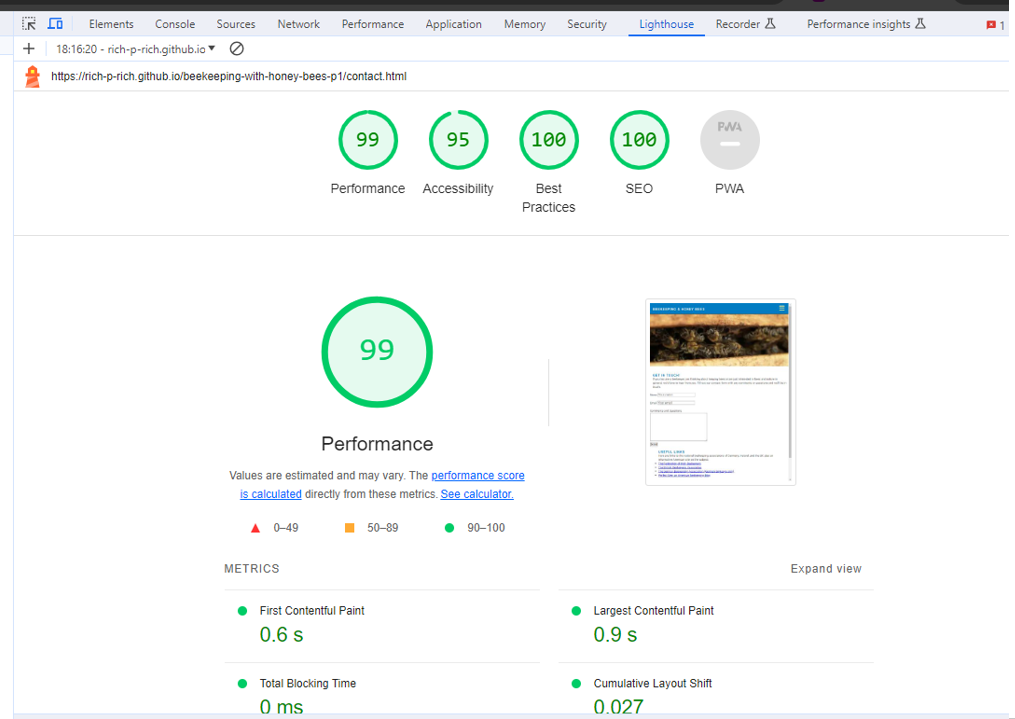 Elements Console Sources Network Performance Application Memory Security Lighthouse Recorder Performance insights 1
18:16:20 - rich-p-rich.github.io
https://rich-p-rich.github.io/beekeeping-with-honey-bees-p1/contact.html
99 95 100 100 PWA
Performance Accessibility Best Practices SEO PWA
99
BEEKEEPING & HONEY BEES
GET IN TOUCH
USEFUL LINKS
Performance
Values are estimated and may vary. The performance score
is calculated directly from these metrics. See calculator.
0–49 50–89 90–100
METRICS Expand view
First Contentful Paint Largest Contentful Paint
0.6 s 0.9 s
Total Blocking Time Cumulative Layout Shift
0 ms 0.027